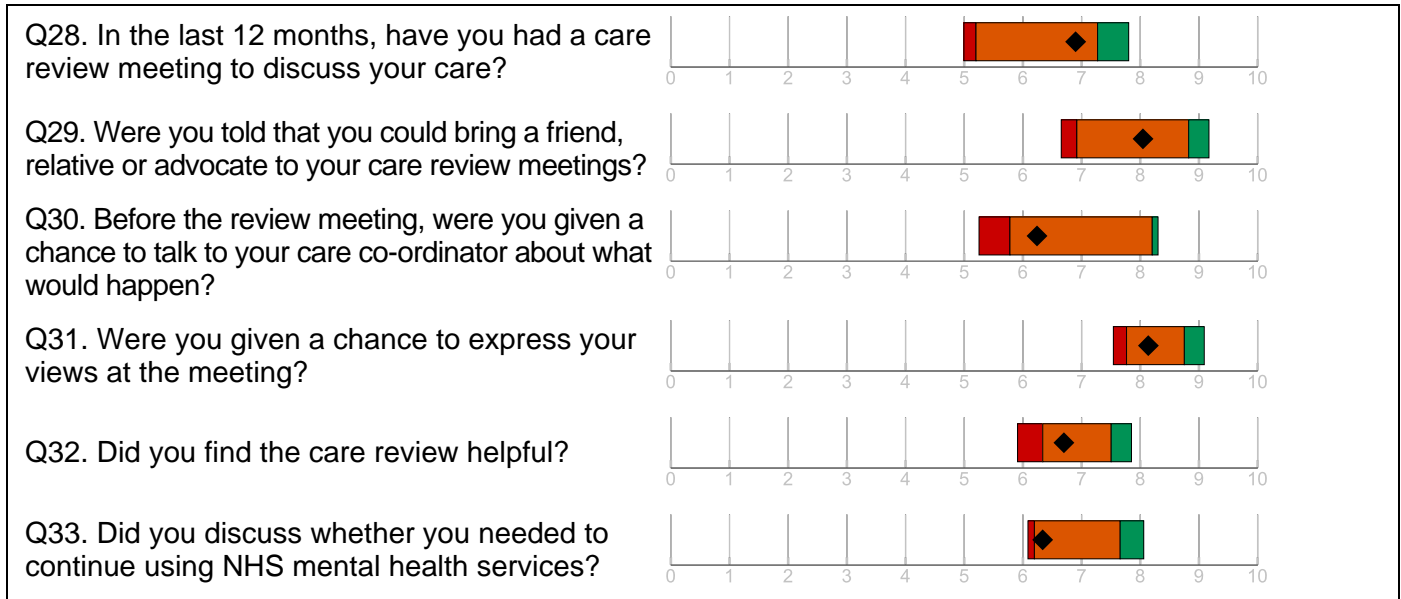 Q28. In the last 12 months, have you had a care
review meeting to discuss your care?
0 1 2 3 4 5 6 7 8 9 10
Q29. Were you told that you could bring a friend,
relative or advocate to your care review meetings?
0 1 2 3 4 5 6 7 8 9 10
Q30. Before the review meeting, were you given a
chance to talk to your care co-ordinator about what
would happen?
0 1 2 3 4 5 6 7 8 9 10
Q31. Were you given a chance to express your
views at the meeting?
0 1 2 3 4 5 6 7 8 9 10
Q32. Did you find the care review helpful?
0 1 2 3 4 5 6 7 8 9 10
Q33. Did you discuss whether you needed to
continue using NHS mental health services?
0 1 2 3 4 5 6 7 8 9 10